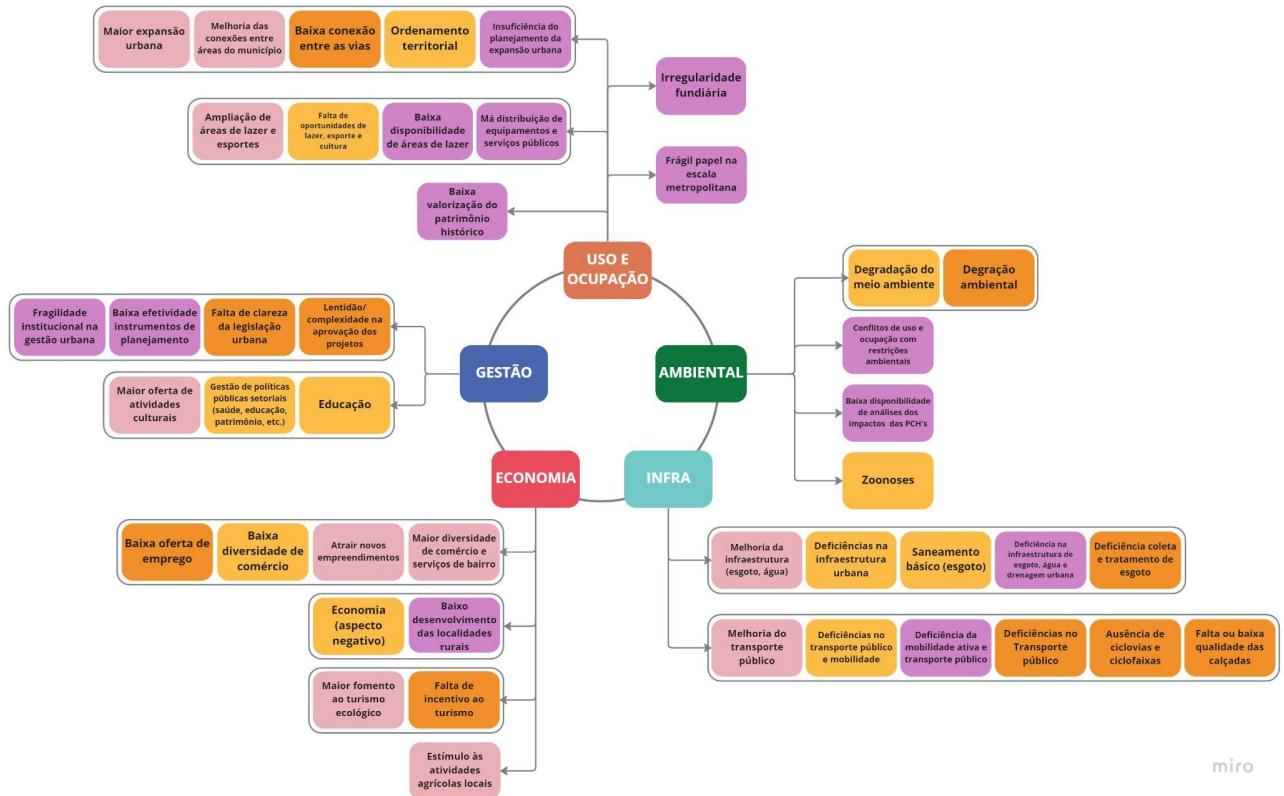 Maior expansão
urbana
Melhoria das
conexões entre
áreas do município
Baixa conexão
entre as vias
Ordenamento
territorial
Insuficiência do
planejamento da
expansão urbana
Irregularidade
fundiária
Ampliação de
áreas de lazer e
esportes
Falta de
oportunidades de
lazer, esporte e
cultura
Baixa
disponibilidade
de áreas de lazer
Má distribuição de
equipamentos e
serviços públicos
Frágil papel na
escala
metropolitana
Baixa
valorização do
patrimônio
histórico
USO E
OCUPAÇÃO
Degradação do
meio ambiente
Degração
ambiental
Fragilidade
institucional na
gestão urbana
Baixa efetividade
instrumentos de
planejamento
Falta de clareza
da legislação
urbana
Lentidão/
complexidade na
aprovação dos
projetos
Conflitos de uso e
ocupação com
restrições
ambientais
GESTÃO
AMBIENTAL
Maior oferta de
atividades
culturais
Gestão de políticas
públicas setoriais
(saúde, educação,
patrimônio, etc.)
Educação
Baixa disponibilidade
de análises dos
impactos das PCH's
ECONOMIA
INFRA
Zoonoses
Baixa oferta de
emprego
Baixa
diversidade de
comércio
Atrair novos
empreendimentos
Maior diversidade
de comércio e
serviços de bairro
Melhoria da
infraestrutura
(esgoto, água)
Deficiências na
infraestrutura
urbana
Saneamento
básico (esgoto)
Deficiência na
infraestrutura de
esgoto, água e
drenagem urbana
Deficiência coleta
e tratamento de
esgoto
Economia
(aspecto
negativo)
Baixo
desenvolvimento
das localidades
rurais
Melhoria do
transporte
público
Deficiências no
transporte público
e mobilidade
Deficiência da
mobilidade ativa e
transporte público
Deficiências no
Transporte
público
Ausência de
ciclovias e
ciclofaixas
Falta ou baixa
qualidade das
calçadas
Maior fomento
ao turismo
ecológico
Falta de
incentivo ao
turismo
Estímulo às
atividades
agrícolas locais
miro